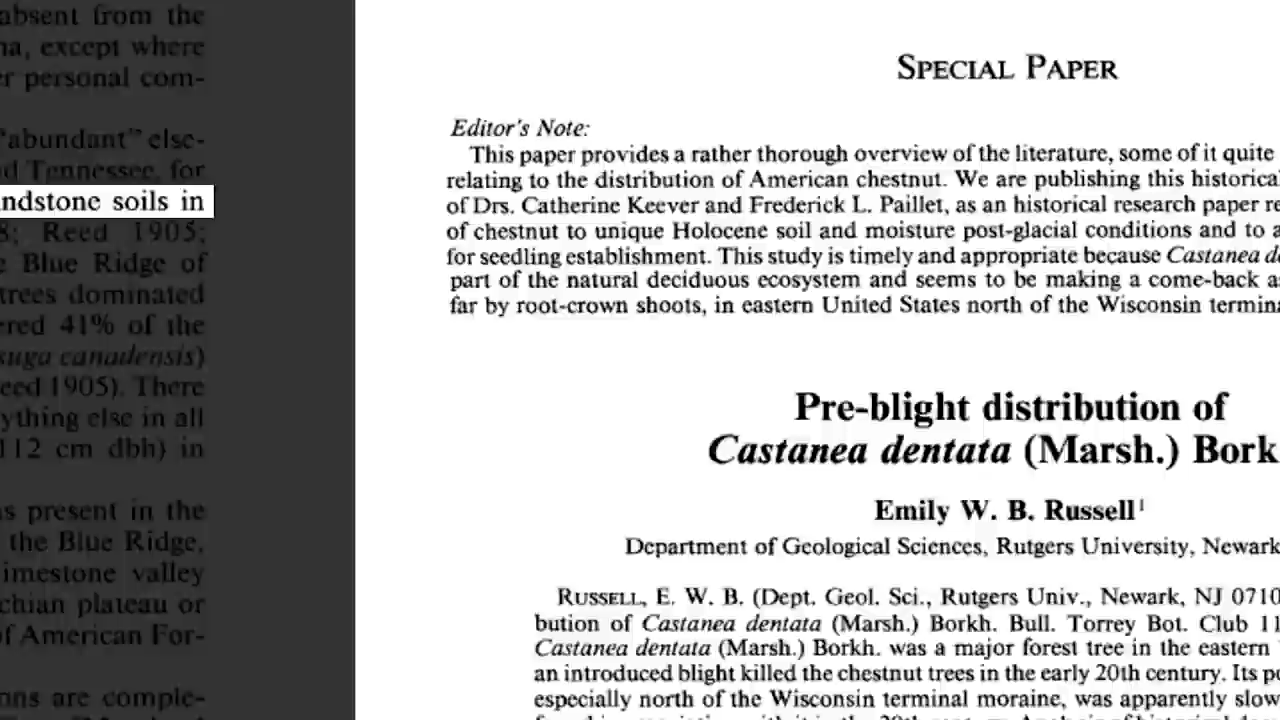 absent from the
na, except where
er personal com-
"abundant" else-
d Tennessee, for
ndstone soils in
8; Reed 1905;
e Blue Ridge of
trees dominated
ered 41% of the
suga canadensis)
eed 1905). There
ything else in all
112 cm dbh) in
s present in the
the Blue Ridge,
imestone valley
chian plateau or
of American For-
ns are comple-
SPECIAL PAPER
Editor's Note:
This paper provides a rather thorough overview of the literature, some of it quite
relating to the distribution of American chestnut. We are publishing this historica
of Drs. Catherine Keever and Frederick L. Paillet, as an historical research paper re
of chestnut to unique Holocene soil and moisture post-glacial conditions and to a
for seedling establishment. This study is timely and appropriate because Castanea de
part of the natural deciduous ecosystem and seems to be making a come-back as
far by root-crown shoots, in eastern United States north of the Wisconsin termina
Pre-blight distribution of
Castanea dentata (Marsh.) Bork
Emily W. B. Russell¹
Department of Geological Sciences, Rutgers University, Newark
RUSSELL, E. W. B. (Dept. Geol. Sci., Rutgers Univ., Newark, NJ 0710
bution of Castanea dentata (Marsh.) Borkh. Bull. Torrey Bot. Club 11
Castanea dentata (Marsh.) Borkh. was a major forest tree in the eastern
an introduced blight killed the chestnut trees in the early 20th century. Its po
especially north of the Wisconsin terminal moraine, was apparently slow